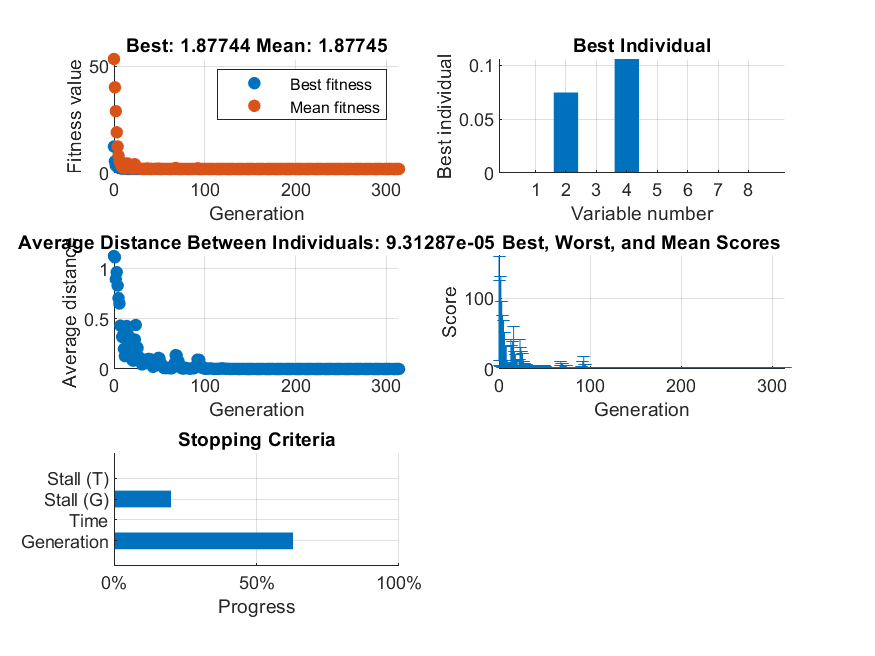 Best: 1.87744 Mean: 1.87745
Fitness value
50
0
Best fitness
Mean fitness
0 100 200 300
Generation
Best Individual
Best individual
0.1
0.05
0
1 2 3 4 5 6 7 8
Variable number
Average Distance Between Individuals: 9.31287e-05
Average distance
1
0.5
0
0 100 200 300
Generation
Best, Worst, and Mean Scores
Score
100
0
0 100 200 300
Generation
Stopping Criteria
Stall (T)
Stall (G)
Time
Generation
0% 50% 100%
Progress